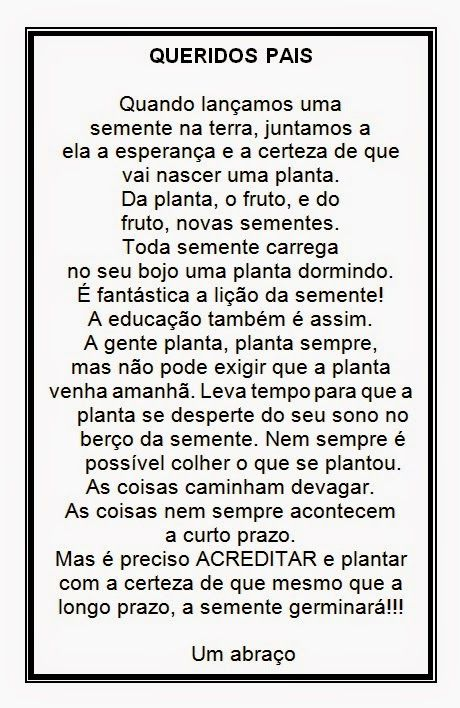 QUERIDOS PAIS
Quando lançamos uma
semente na terra, juntamos a
ela a esperança e a certeza de que
vai nascer uma planta.
Da planta, o fruto, e do
fruto, novas sementes.
Toda semente carrega
no seu bojo uma planta dormindo.
É fantástica a lição da semente!
A educação também é assim.
A gente planta, planta sempre,
mas não pode exigir que a planta
venha amanhã. Leva tempo para que a
planta se desperte do seu sono no
berço da semente. Nem sempre é
possível colher o que se plantou.
As coisas caminham devagar.
As coisas nem sempre acontecem
a curto prazo.
Mas é preciso ACREDITAR e plantar
com a certeza de que mesmo que a
longo prazo, a semente germinará!!!
Um abraço